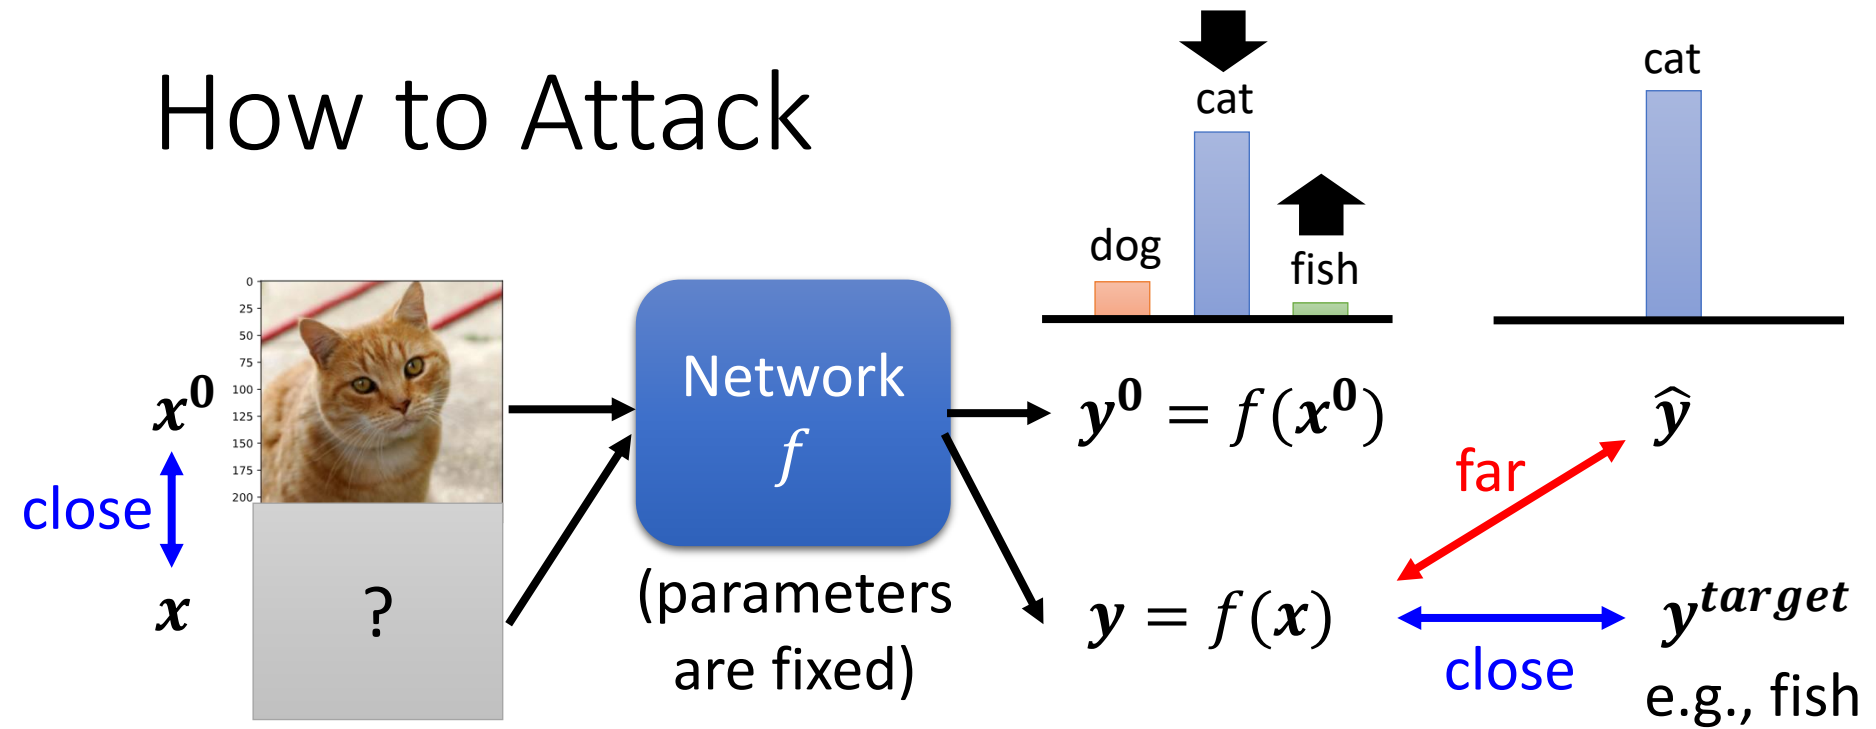 How to Attack
cat
cat
dog
fish
0
25
50
75
100
125
150
175
200
x⁰
close
x
?
Network
f
(parameters
are fixed)
y⁰ = f(x⁰)
ŷ
far
y = f(x)
close
y^target
e.g., fish